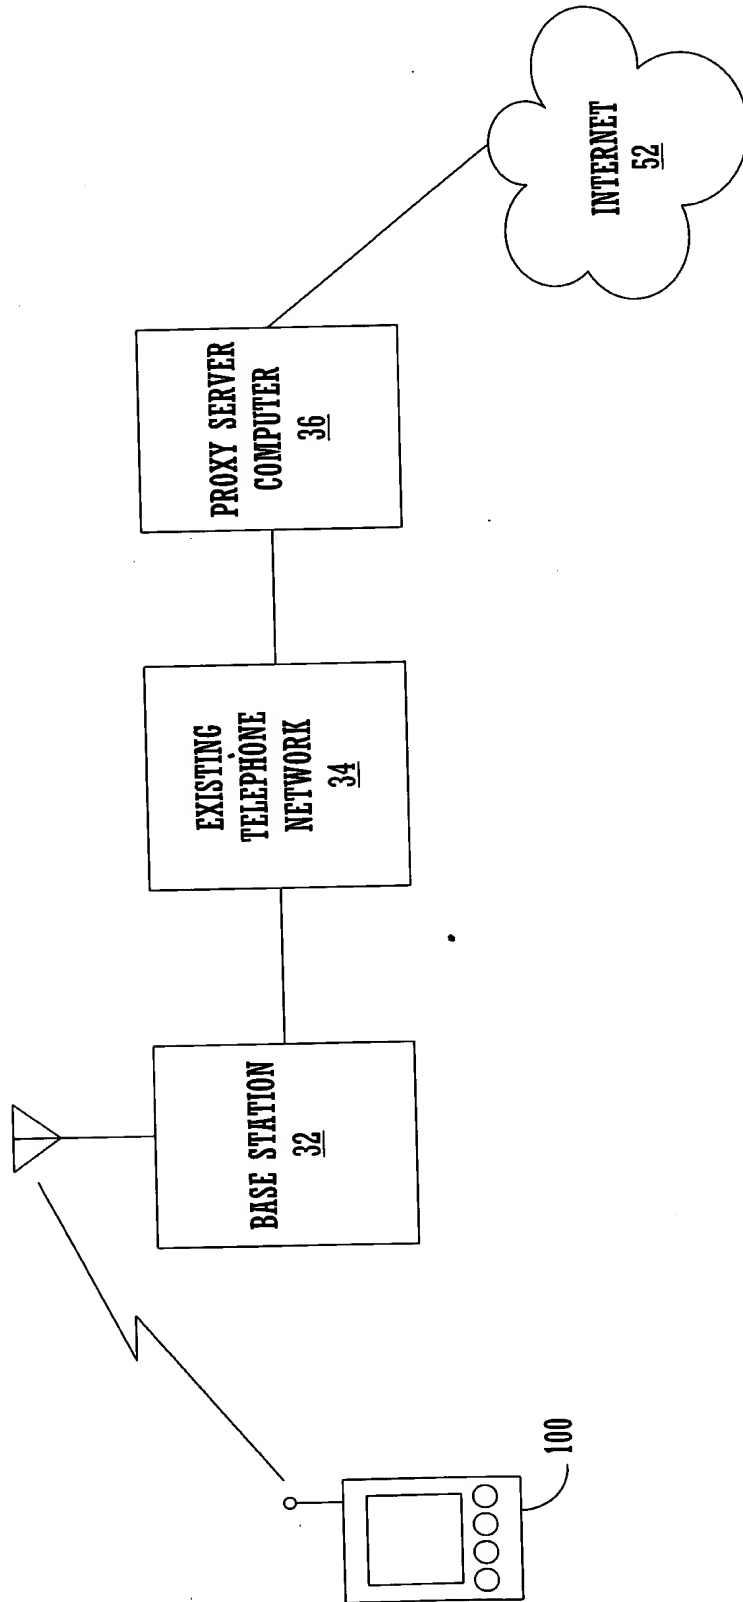 100
BASE STATION
32
EXISTING
TELEPHONE
NETWORK
34
PROXY SERVER
COMPUTER
36
INTERNET
52